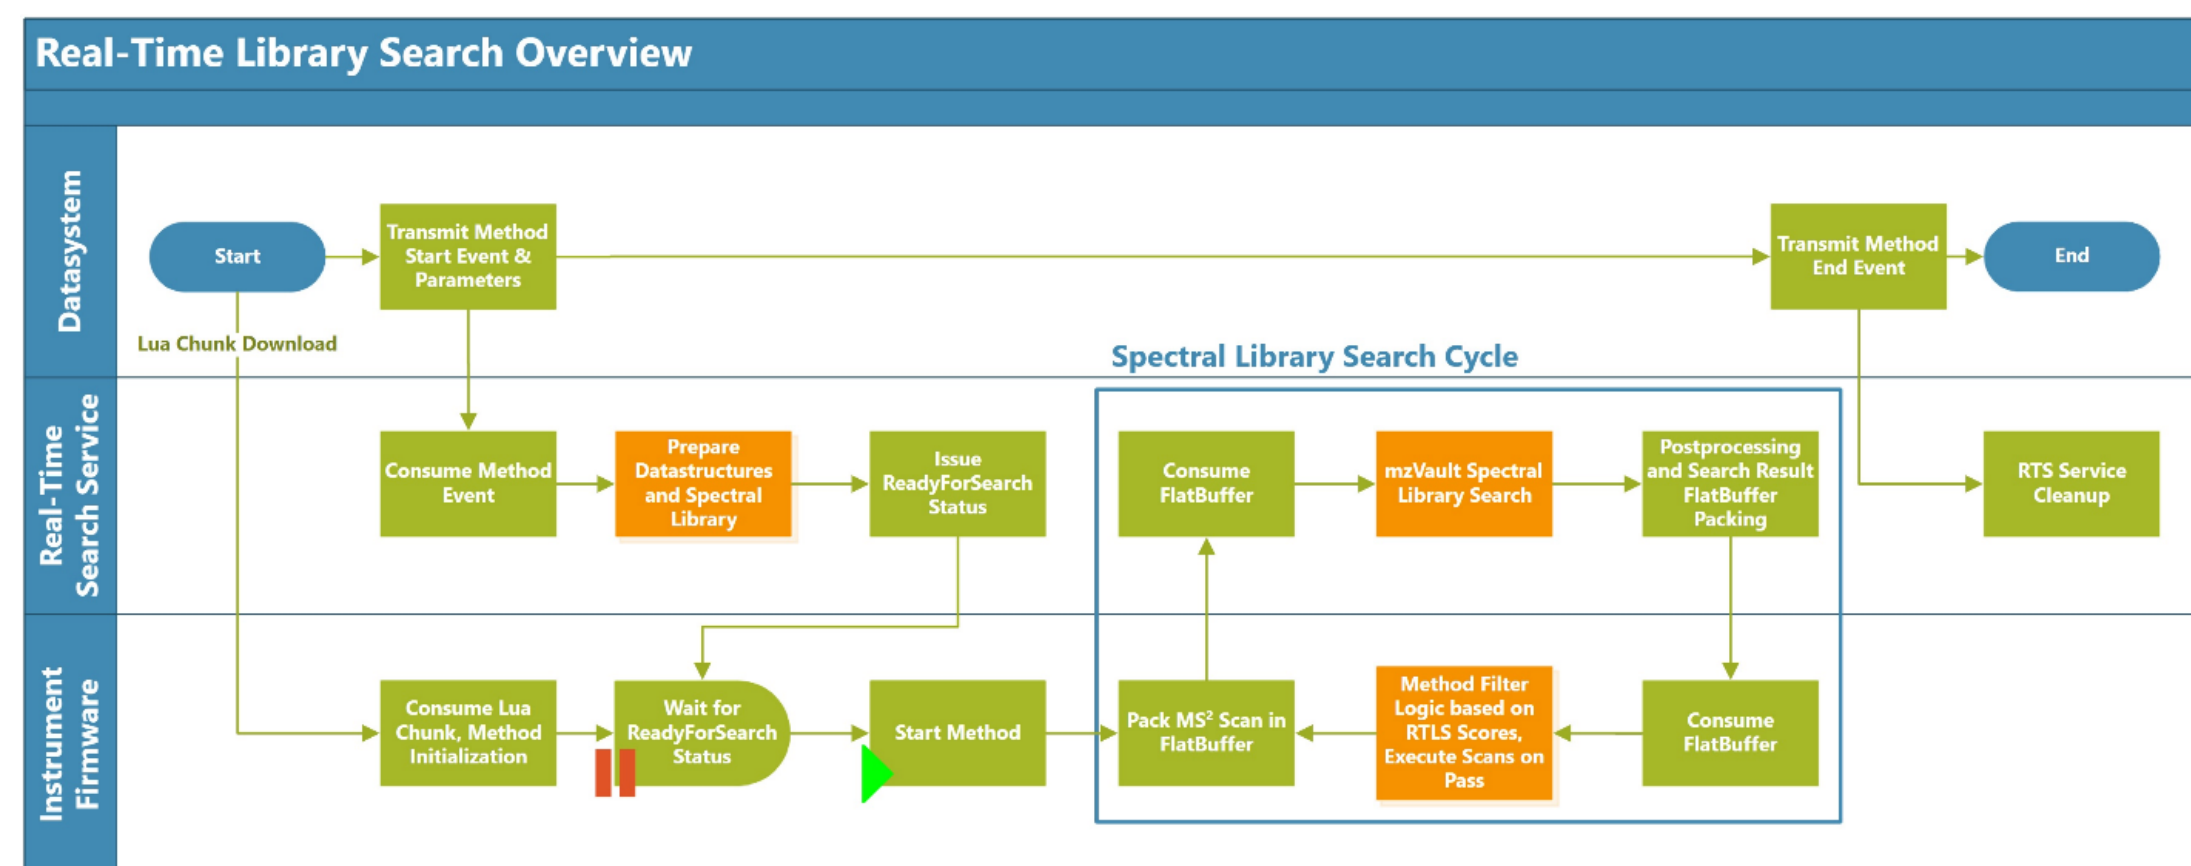 Real-Time Library Search Overview
Datasystem
Start
Transmit Method
Start Event &
Parameters
Transmit Method
End Event
End
Lua Chunk Download
Spectral Library Search Cycle
Real-Time
Search Service
Consume Method
Event
Prepare
Datastructures
and Spectral
Library
Issue
ReadyForSearch
Status
Consume
FlatBuffer
mzVault Spectral
Library Search
Postprocessing
and Search Result
FlatBuffer
Packing
RTS Service
Cleanup
Instrument
Firmware
Consume Lua
Chunk, Method
Initialization
Wait for
ReadyForSearch
Status
Start Method
Pack MS² Scan in
FlatBuffer
Method Filter
Logic based on
RTLS Scores,
Execute Scans on
Pass
Consume
FlatBuffer